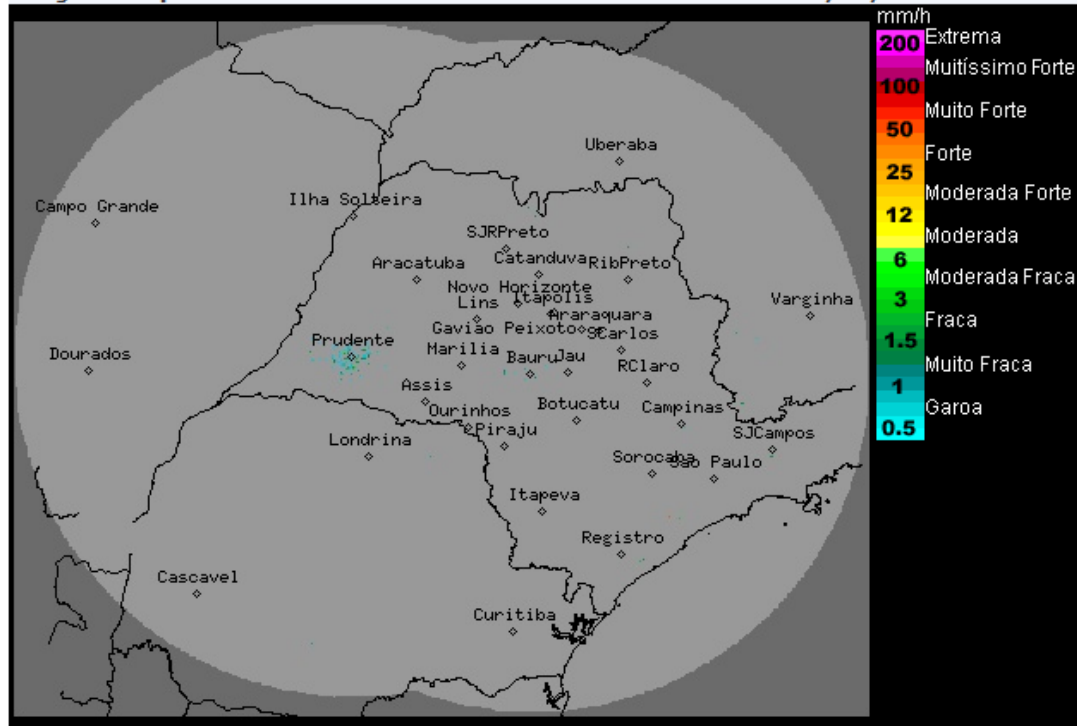 mm/h
200 Extrema
Muitíssimo Forte
100
Muito Forte
50
Forte
25
Moderada Forte
12
Moderada
6
Moderada Fraca
3
Fraca
1.5
Muito Fraca
1
Garoa
0.5
Uberaba
Campo Grande
Ilha Solteira
SJRPreto
Aracatuba
Catanduva
RibPreto
Novo Horizonte
Lins
Itapolis
Varginha
Araraquara
Gavião Peixoto
SCarlos
Prudente
Dourados
Marilia
Bauru
Jau
RClaro
Assis
Ourinhos
Botucatu
Campinas
Piraju
Londrina
SJCampos
Sorocaba
Sao Paulo
Itapeva
Registro
Cascavel
Curitiba